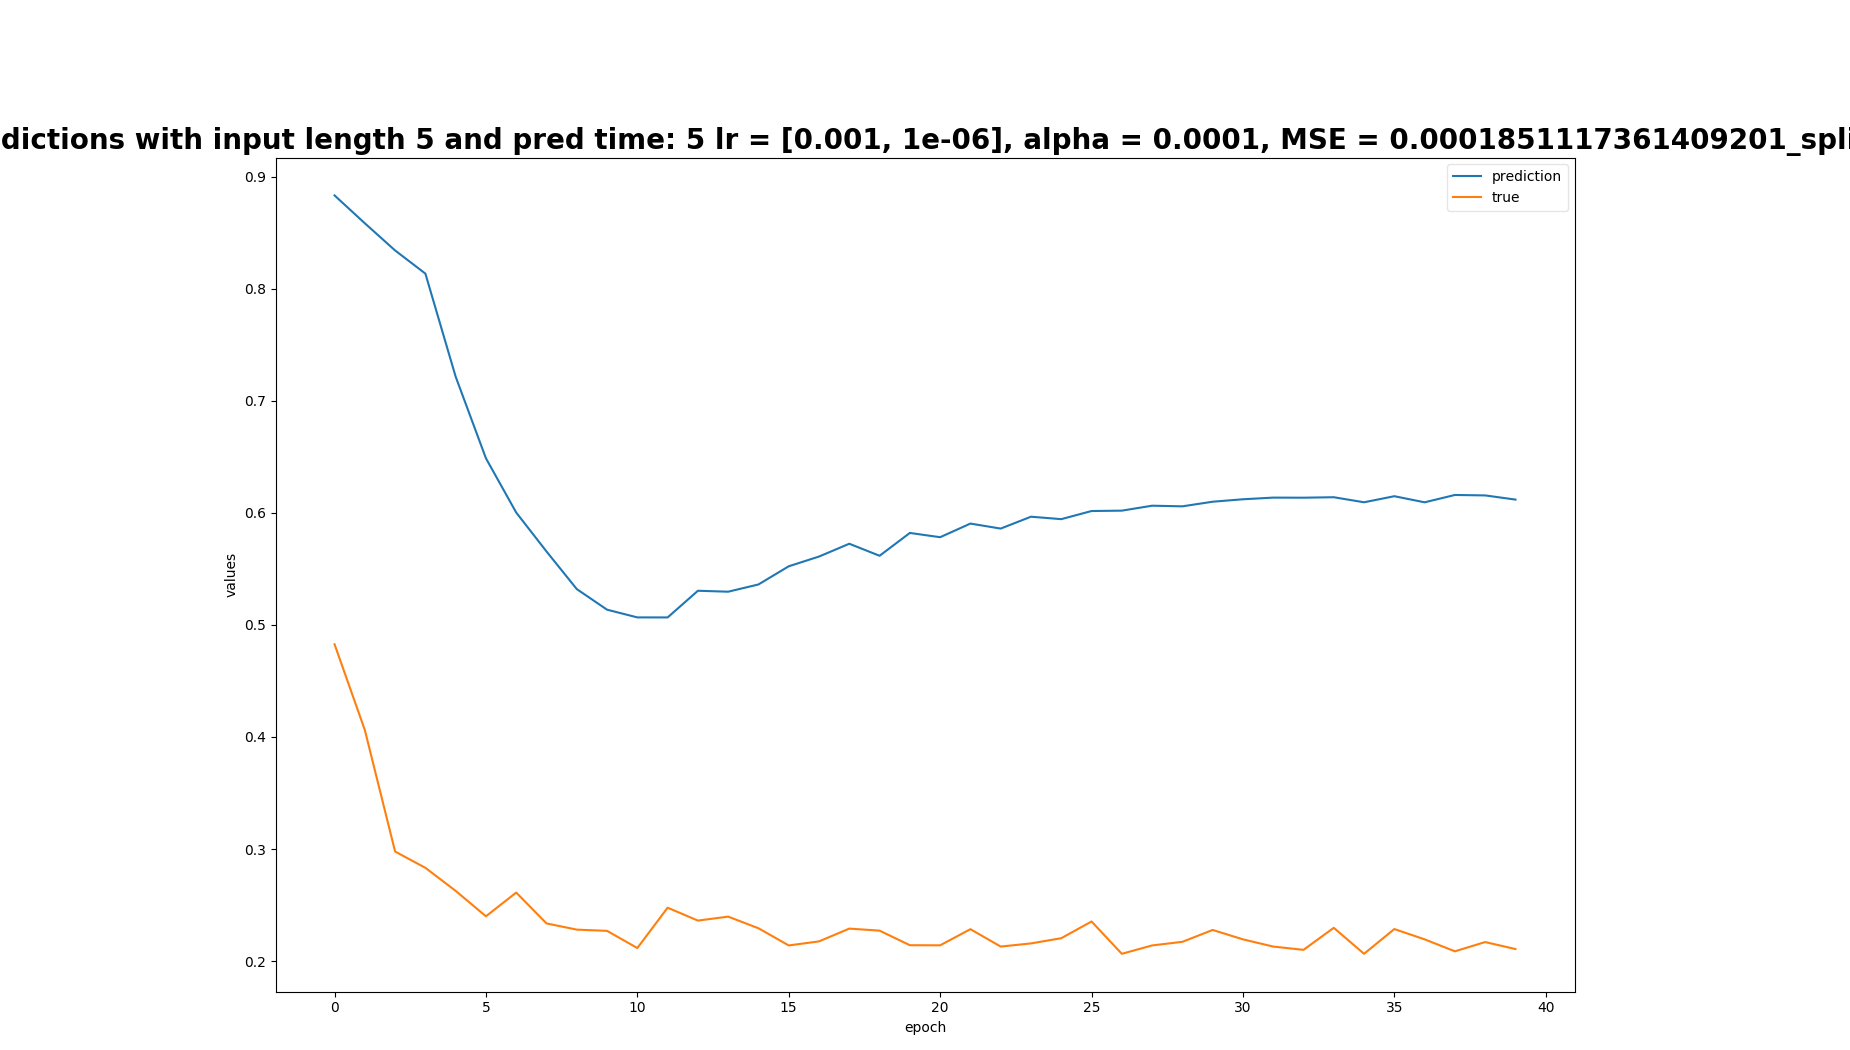 dictions with input length 5 and pred time: 5 lr = [0.001, 1e-06], alpha = 0.0001, MSE = 0.0001851117361409201_spli
prediction
true
0.9
0.8
0.7
0.6
0.5
0.4
0.3
0.2
values
0 5 10 15 20 25 30 35 40
epoch